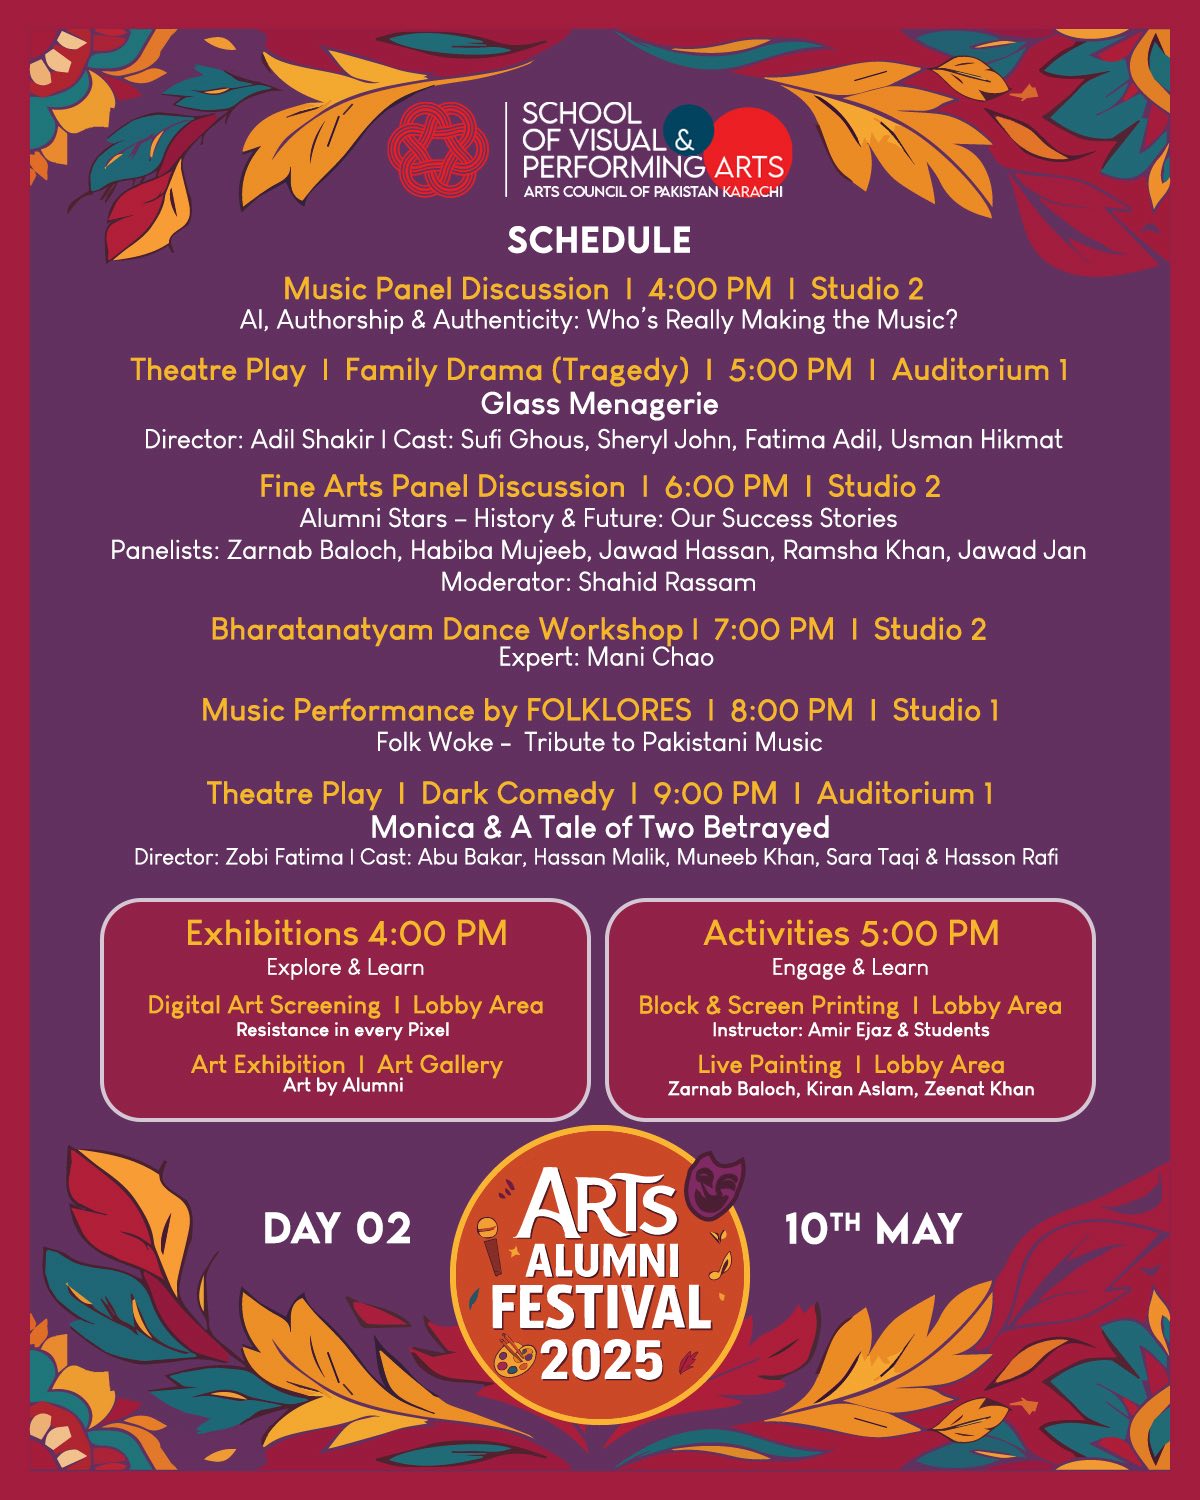 SCHOOL
OF VISUAL &
PERFORMING ARTS
ARTS COUNCIL OF PAKISTAN KARACHI
SCHEDULE
Music Panel Discussion | 4:00 PM | Studio 2
AI, Authorship & Authenticity: Who's Really Making the Music?
Theatre Play | Family Drama (Tragedy) | 5:00 PM | Auditorium 1
Glass Menagerie
Director: Adil Shakir | Cast: Sufi Ghous, Sheryl John, Fatima Adil, Usman Hikmat
Fine Arts Panel Discussion | 6:00 PM | Studio 2
Alumni Stars – History & Future: Our Success Stories
Panelists: Zarnab Baloch, Habiba Mujeeb, Jawad Hassan, Ramsha Khan, Jawad Jan
Moderator: Shahid Rassam
Bharatanatyam Dance Workshop | 7:00 PM | Studio 2
Expert: Mani Chao
Music Performance by FOLKLORES | 8:00 PM | Studio 1
Folk Woke - Tribute to Pakistani Music
Theatre Play | Dark Comedy | 9:00 PM | Auditorium 1
Monica & A Tale of Two Betrayed
Director: Zobi Fatima | Cast: Abu Bakar, Hassan Malik, Muneeb Khan, Sara Taqi & Hasson Rafi
Exhibitions 4:00 PM
Explore & Learn
Digital Art Screening | Lobby Area
Resistance in every Pixel
Art Exhibition | Art Gallery
Art by Alumni
Activities 5:00 PM
Engage & Learn
Block & Screen Printing | Lobby Area
Instructor: Amir Ejaz & Students
Live Painting | Lobby Area
Zarnab Baloch, Kiran Aslam, Zeenat Khan
DAY 02
ARTS
ALUMNI
FESTIVAL
2025
10TH MAY